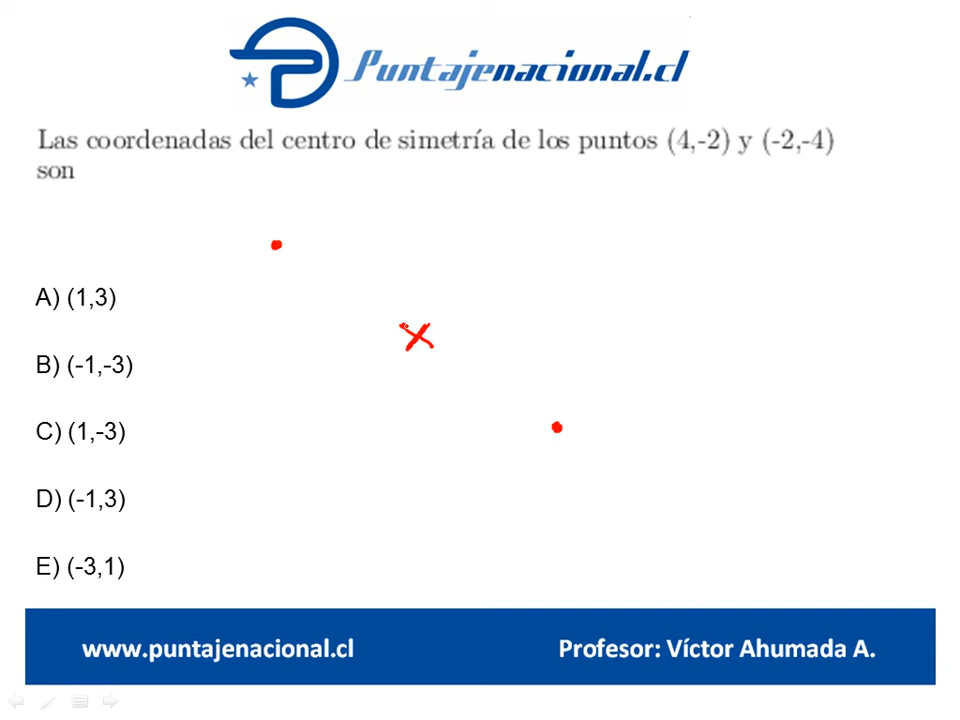 Puntajenacional.cl
Las coordenadas del centro de simetría de los puntos (4,-2) y (-2,-4)
son
A) (1,3)
B) (-1,-3)
C) (1,-3)
D) (-1,3)
E) (-3,1)
www.puntajenacional.cl Profesor: Víctor Ahumada A.